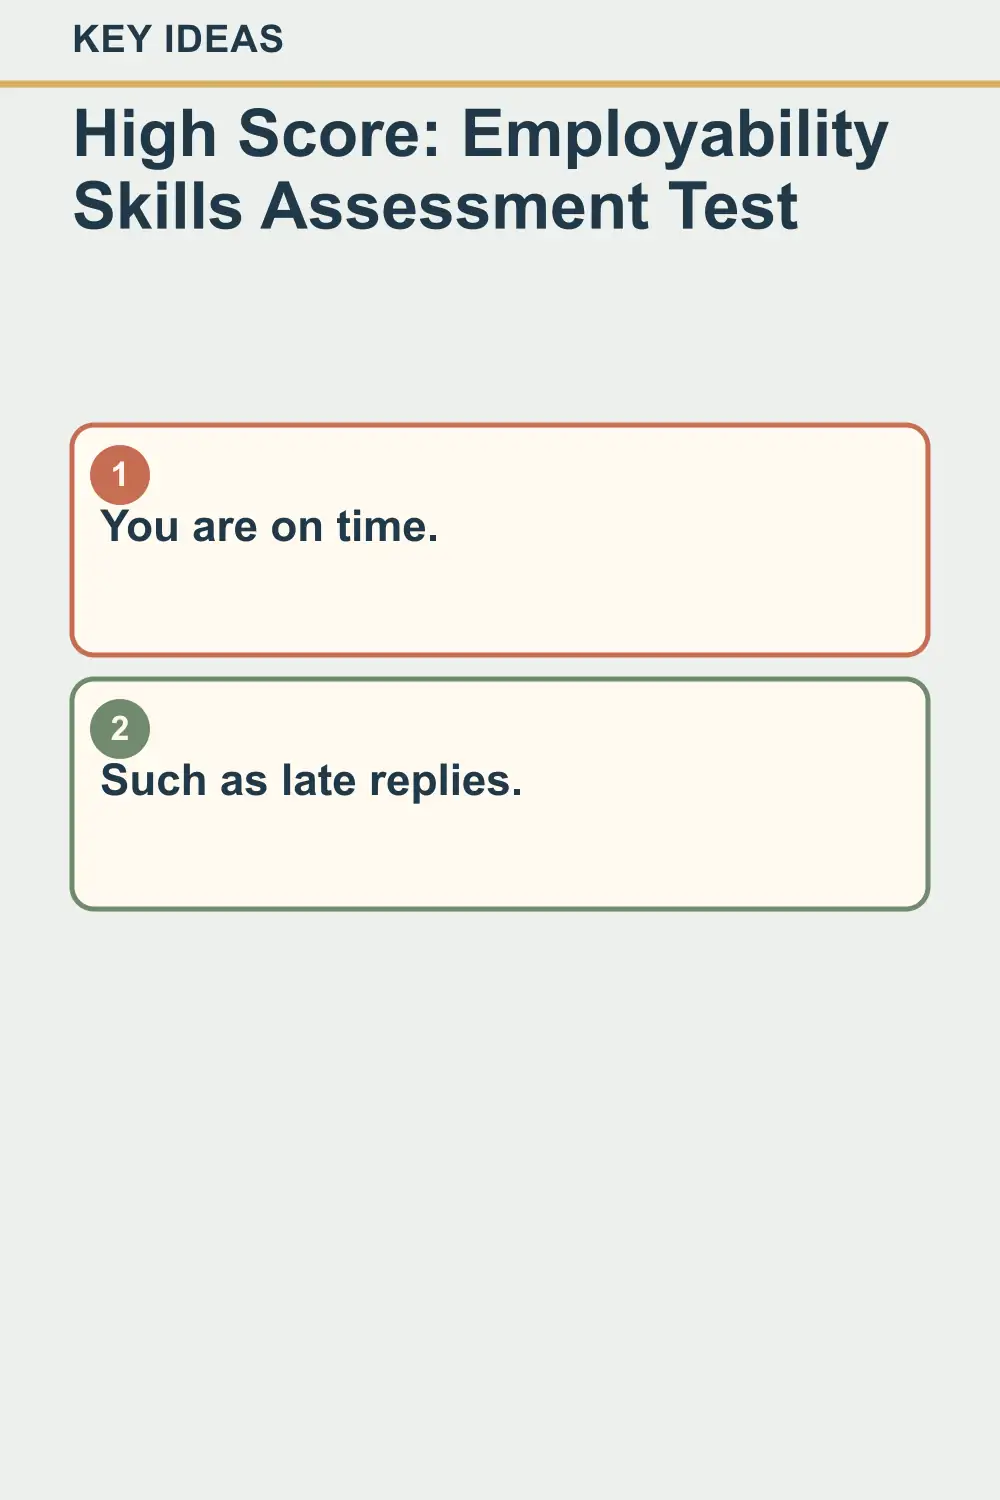 KEY IDEAS
High Score: Employability
Skills Assessment Test
1
You are on time.
2
Such as late replies.